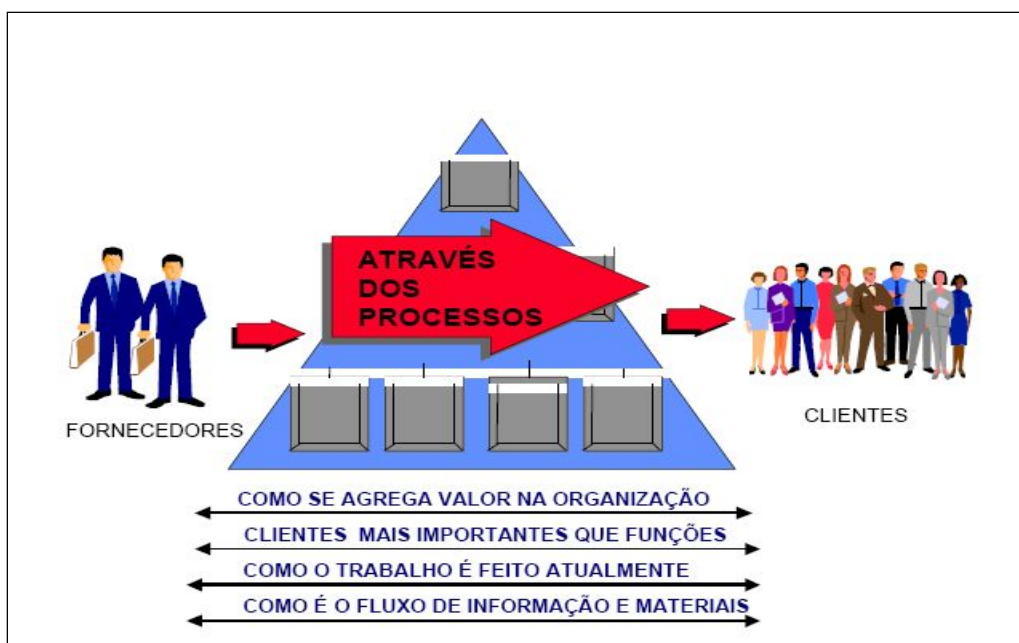 ATRAVÉS
DOS
PROCESSOS
FORNECEDORES
CLIENTES
COMO SE AGREGA VALOR NA ORGANIZAÇÃO
CLIENTES MAIS IMPORTANTES QUE FUNÇÕES
COMO O TRABALHO É FEITO ATUALMENTE
COMO É O FLUXO DE INFORMAÇÃO E MATERIAIS